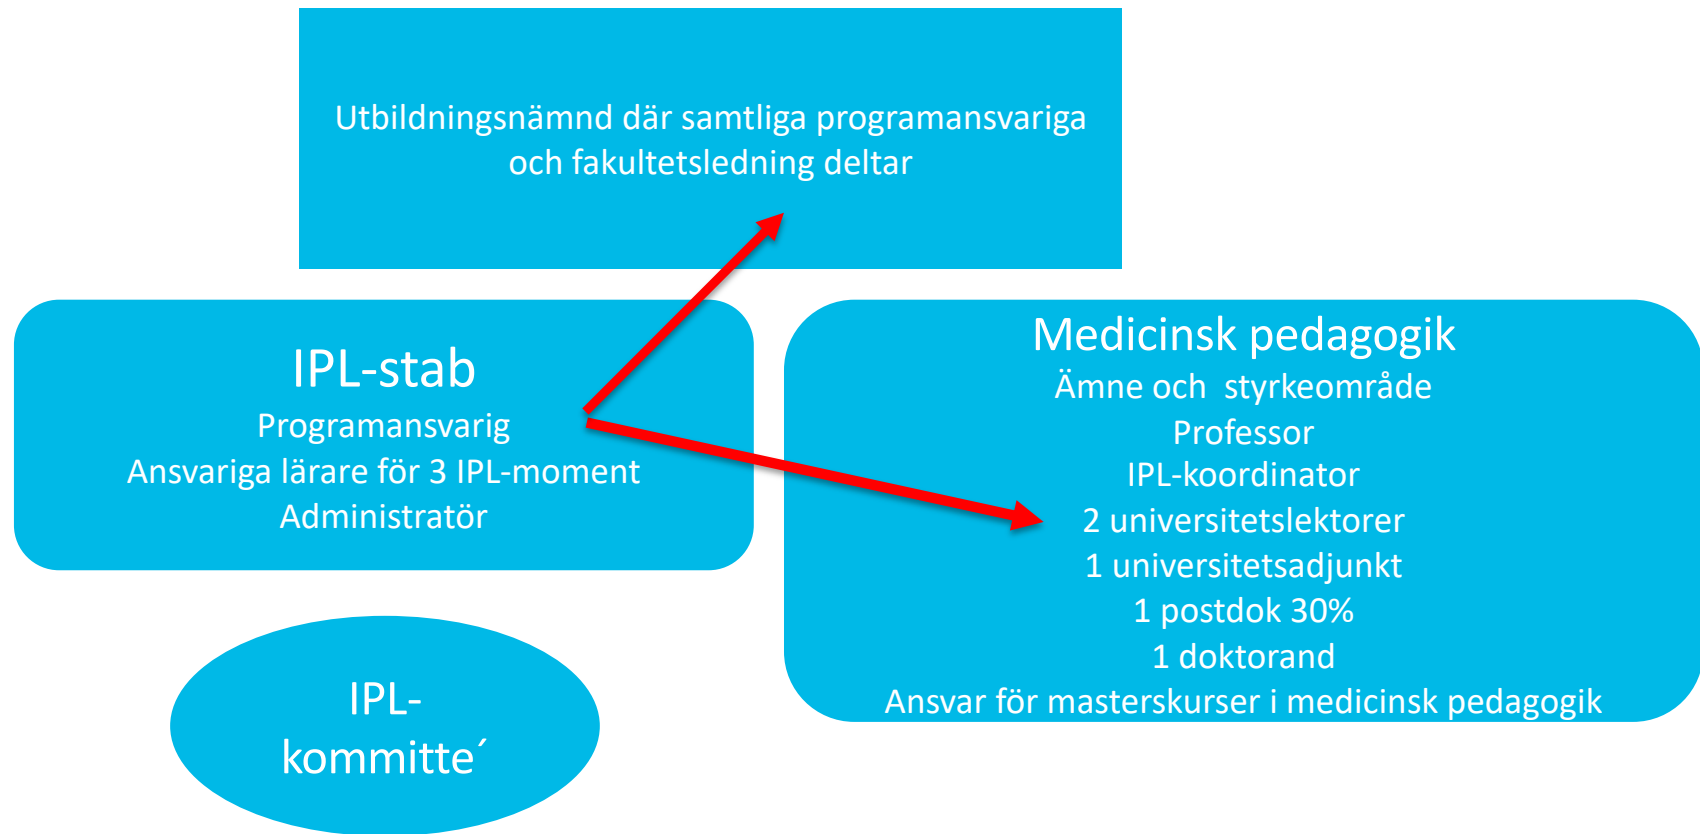 Utbildningsnämnd där samtliga programansvariga
och fakultetsledning deltar
IPL-stab
Programansvarig
Ansvariga lärare för 3 IPL-moment
Administratör
Medicinsk pedagogik
Ämne och  styrkeområde
Professor
IPL-koordinator
2 universitetslektorer
1 universitetsadjunkt
1 postdok 30%
1 doktorand
Ansvar för masterskurser i medicinsk pedagogik
IPL-
kommitte´